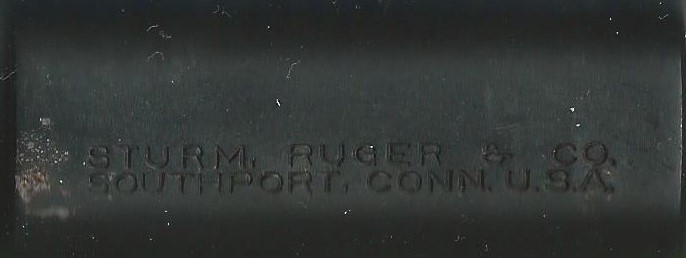 STURM, RUGER & CO.
SOUTHPORT, CONN. U.S.A.